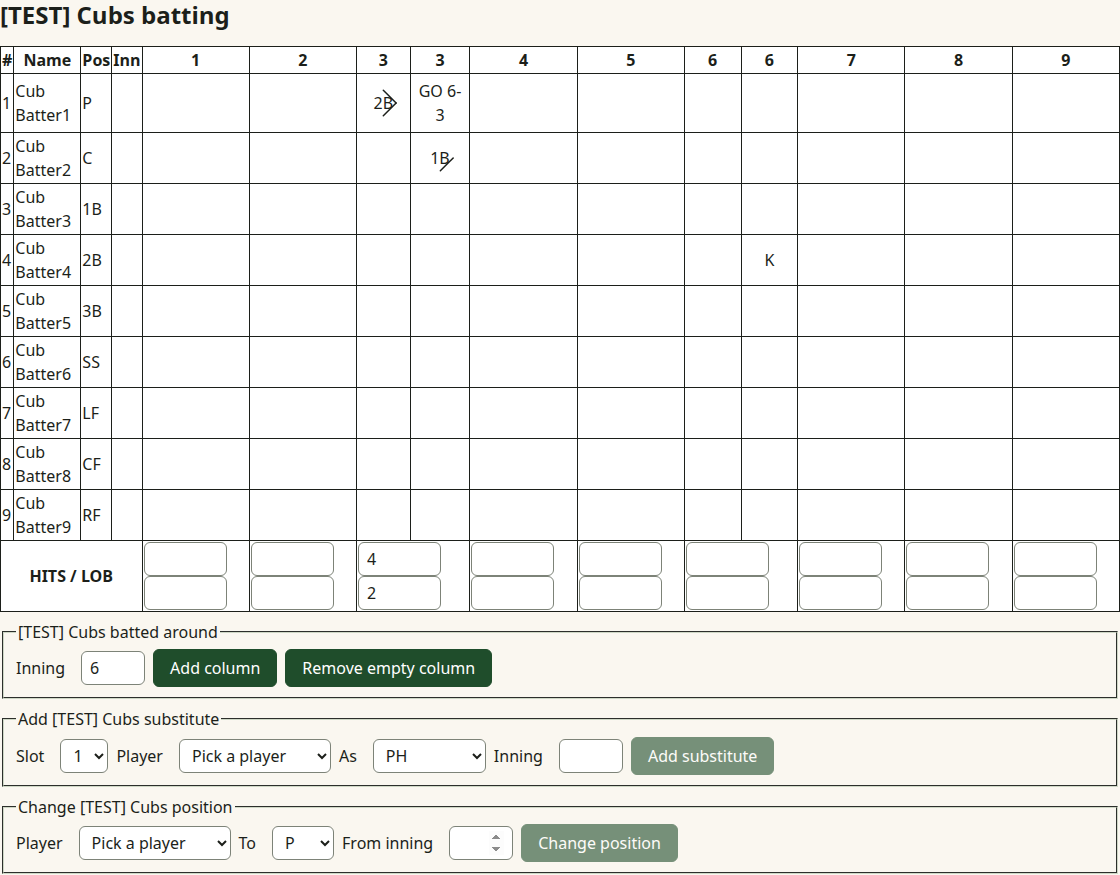 [TEST] Cubs batting
# Name Pos Inn 1 2 3 3 4 5 6 6 7 8 9
1 Cub Batter1 P 2B GO 6-3
2 Cub Batter2 C 1B
3 Cub Batter3 1B
4 Cub Batter4 2B K
5 Cub Batter5 3B
6 Cub Batter6 SS
7 Cub Batter7 LF
8 Cub Batter8 CF
9 Cub Batter9 RF
HITS / LOB 4
2
[TEST] Cubs batted around
Inning 6 Add column Remove empty column
Add [TEST] Cubs substitute
Slot 1 Player Pick a player As PH Inning Add substitute
Change [TEST] Cubs position
Player Pick a player To P From inning Change position